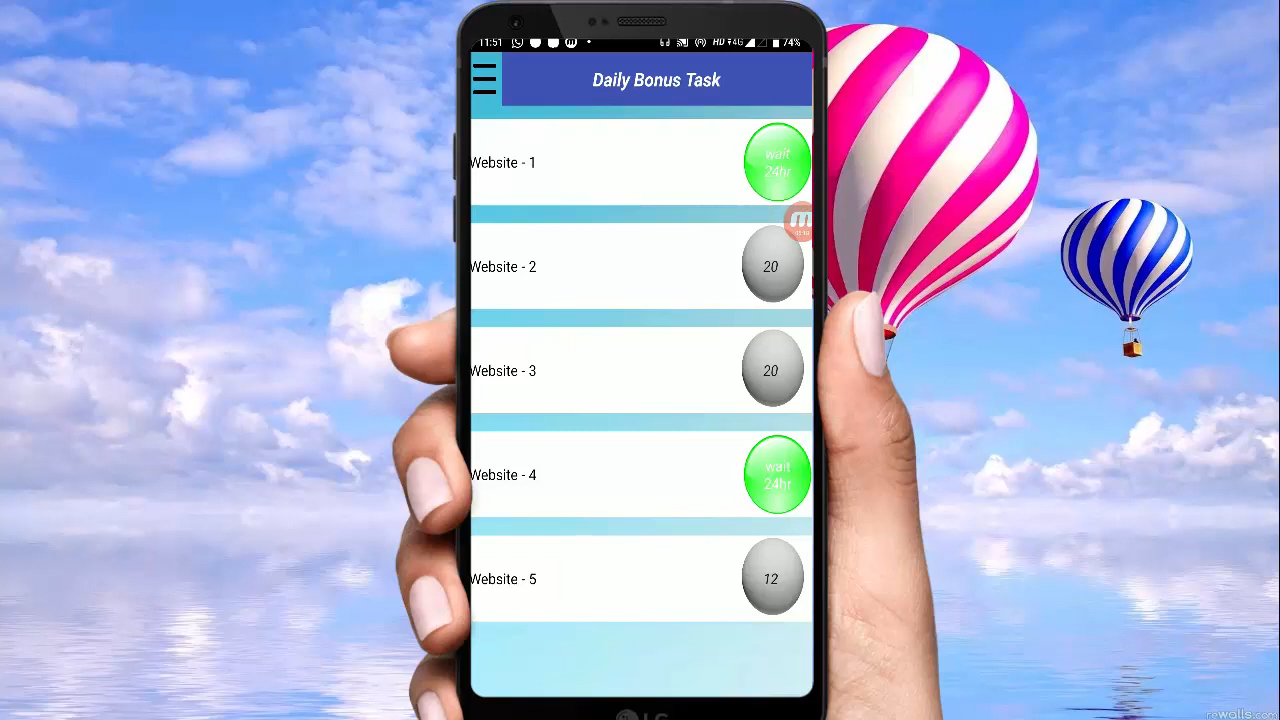 11:51 HD 4G 74%
Daily Bonus Task
Website - 1
wait
24hr
Website - 2
20
Website - 3
20
Website - 4
wait
24hr
Website - 5
12
LG
rewalls.com